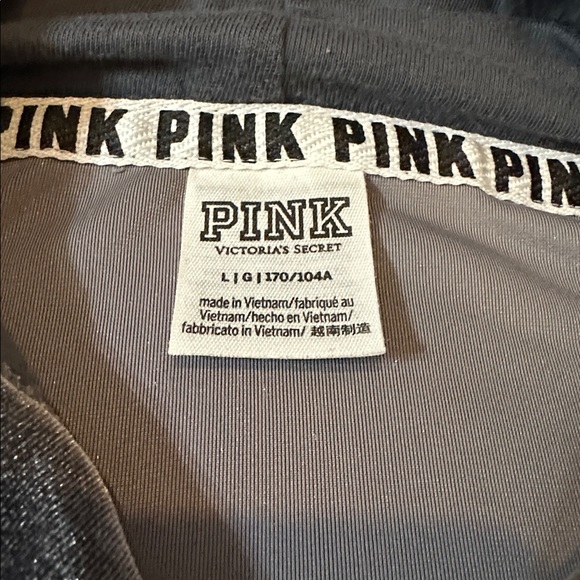 PINK PINK PINK PIN
PINK
VICTORIA'S SECRET
L | G | 170/104A
made in Vietnam/fabriqué au
Vietnam/hecho en Vietnam/
fabbricato in Vietnam/ 越南制造